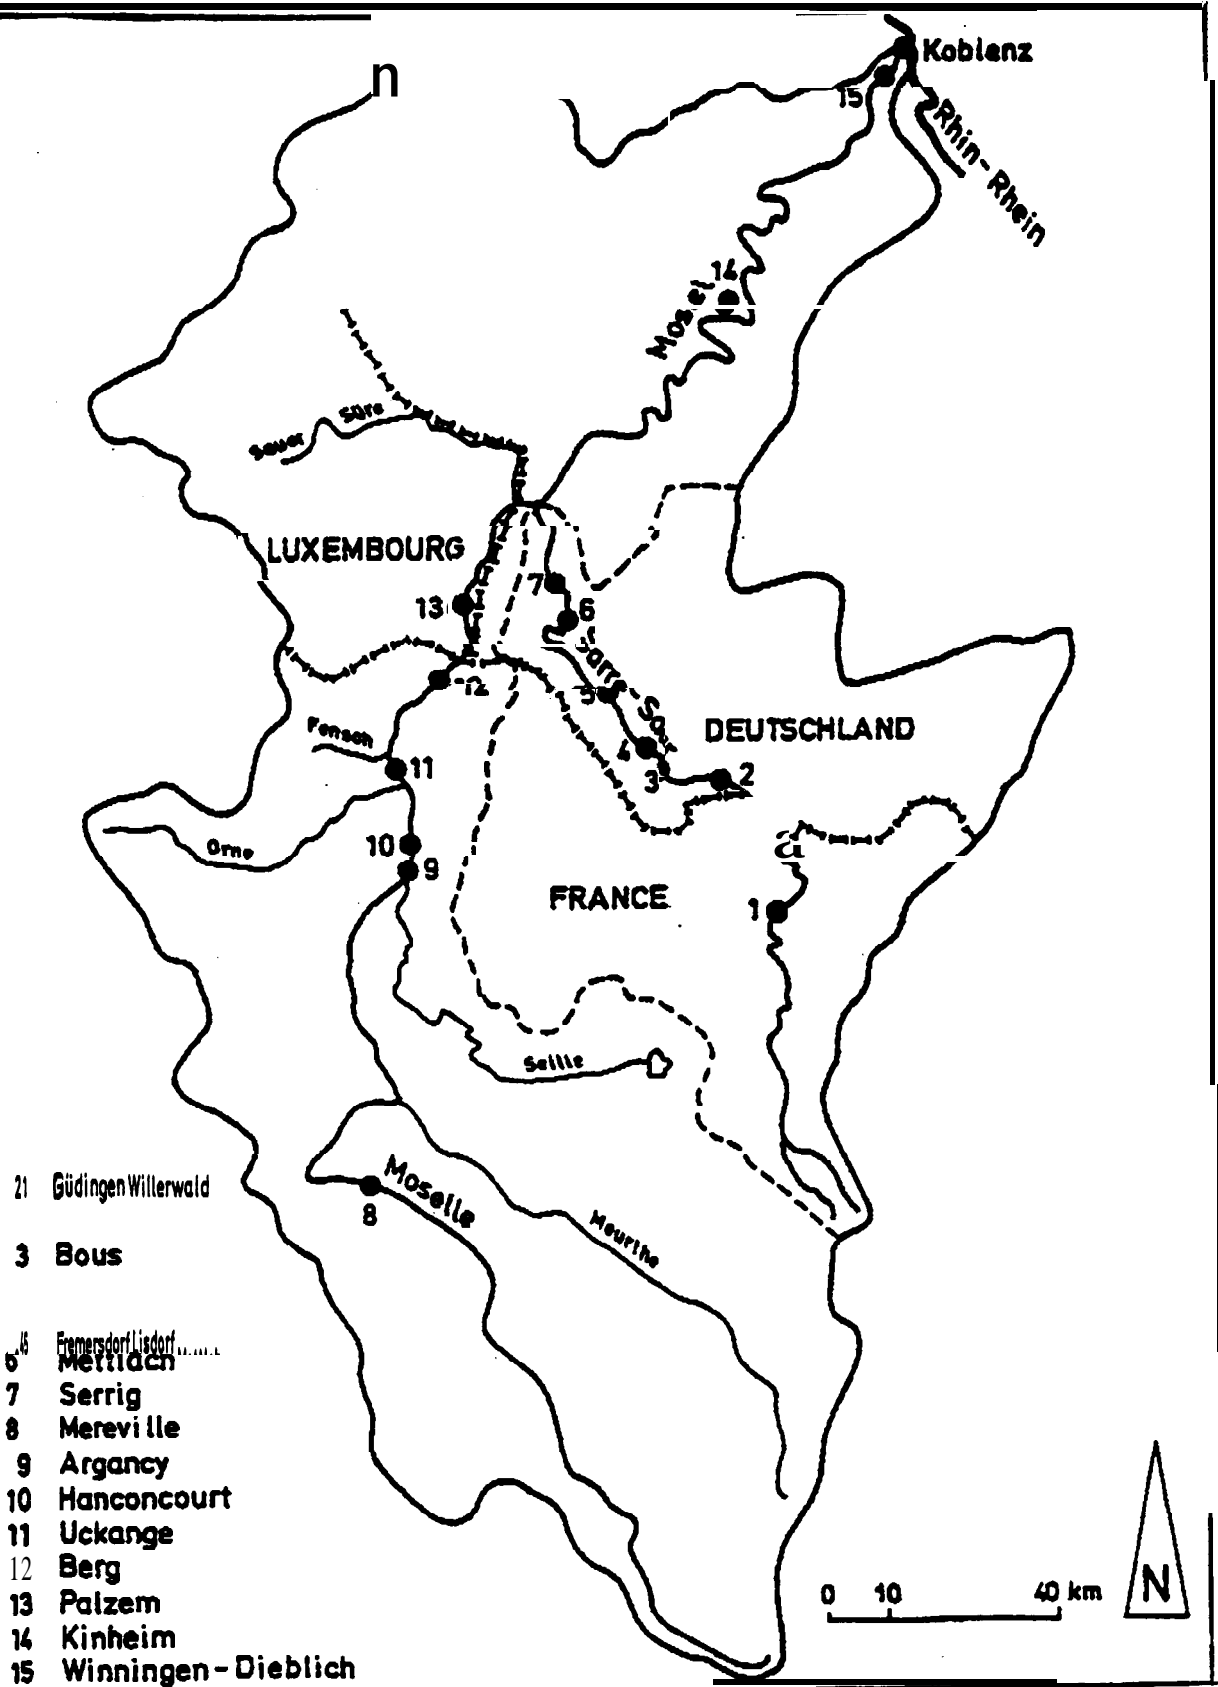 n
Koblenz
15
Rhin-Rhein
14
Mosel
Sauer Sûre
LUXEMBOURG
7
13
6
Sarre-Saar
12
5
Fensch
DEUTSCHLAND
4
11
3
2
Orne
10
a
9
FRANCE
1
Seille
Moselle
8
Meurthe
21 Güdingen Willerwald
3 Bous
45 Fremersdorf Lisdorf
6 Mettlach
7 Serrig
8 Mereville
9 Argancy
10 Hanconcourt
11 Uckange
12 Berg
13 Palzem
14 Kinheim
15 Winningen-Dieblich
0 10 40 km
N